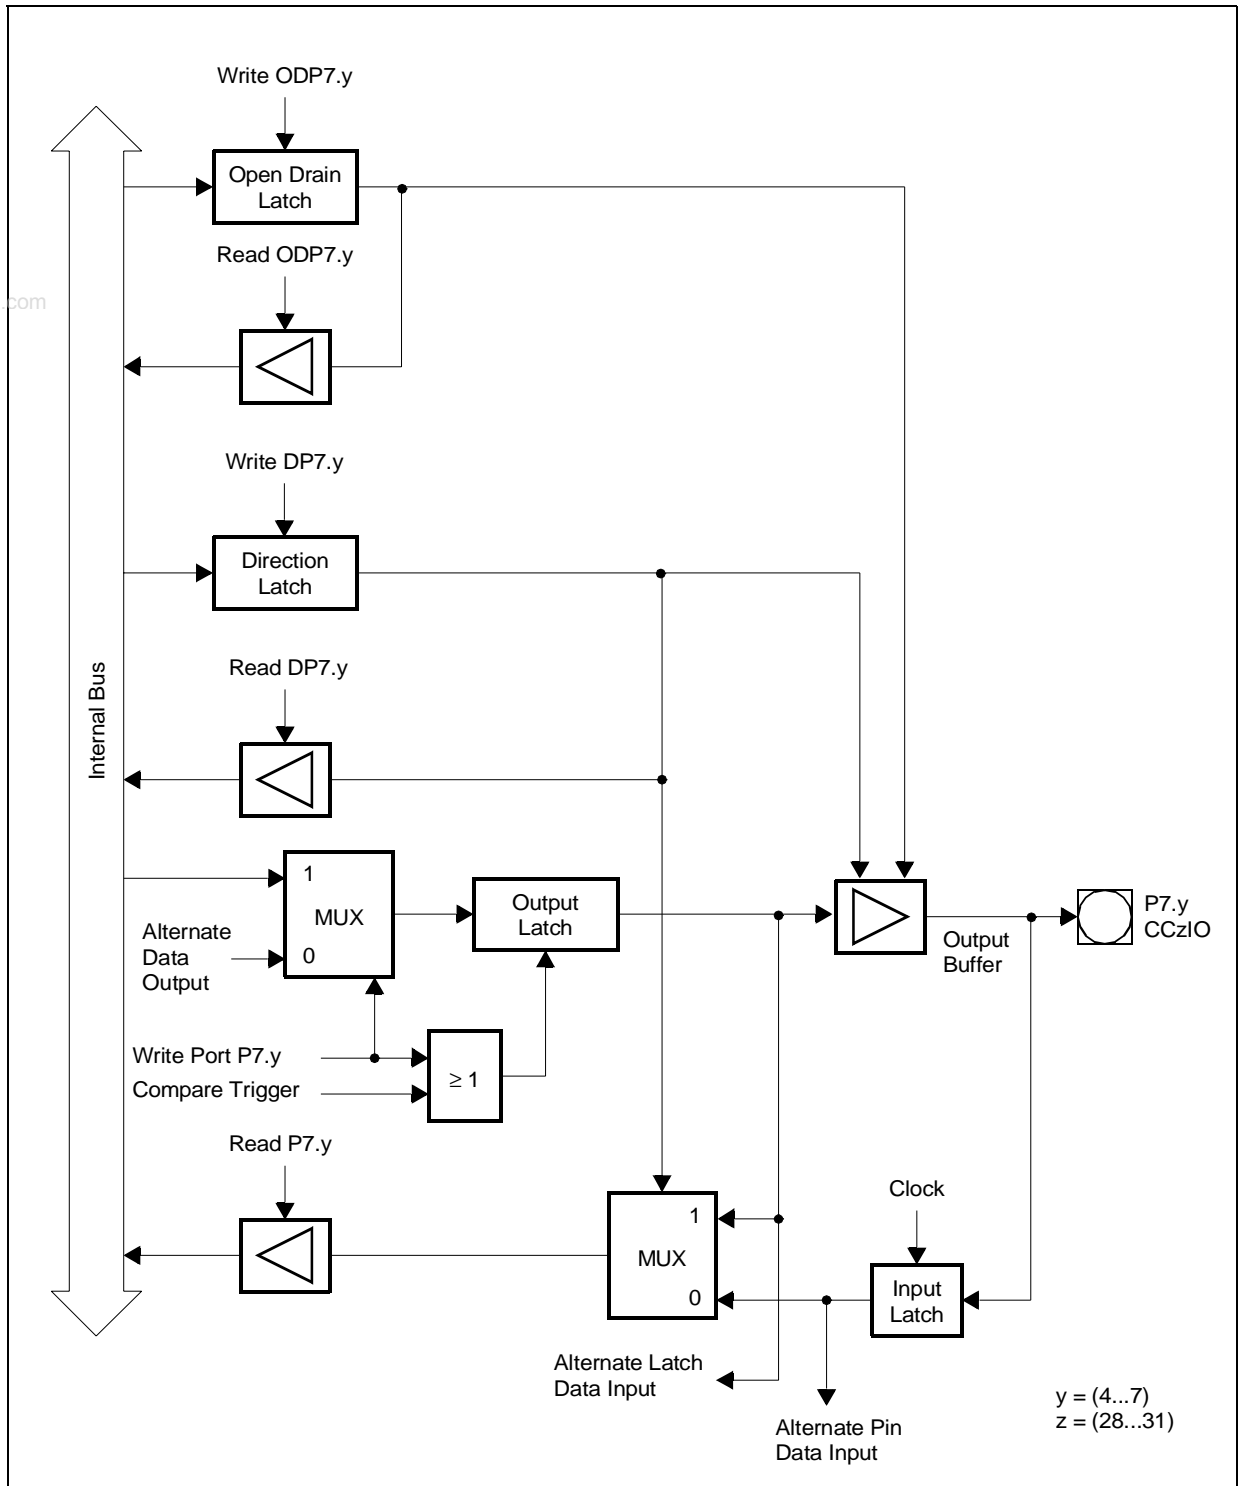 Write ODP7.y
Open Drain
Latch
Read ODP7.y
.com
Write DP7.y
Direction
Latch
Read DP7.y
Internal Bus
1
MUX
0
Alternate
Data
Output
Output
Latch
Output
Buffer
P7.y
CCzIO
Write Port P7.y
Compare Trigger
≥ 1
Read P7.y
1
MUX
0
Clock
Input
Latch
Alternate Latch
Data Input
Alternate Pin
Data Input
y = (4...7)
z = (28...31)